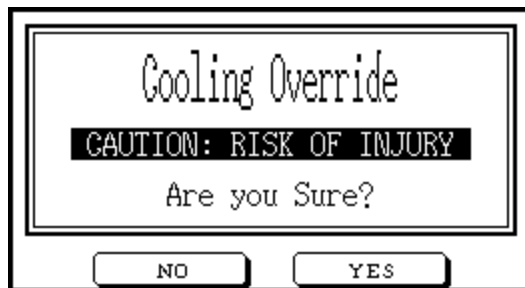 Cooling Override
CAUTION: RISK OF INJURY
Are you Sure?
NO YES